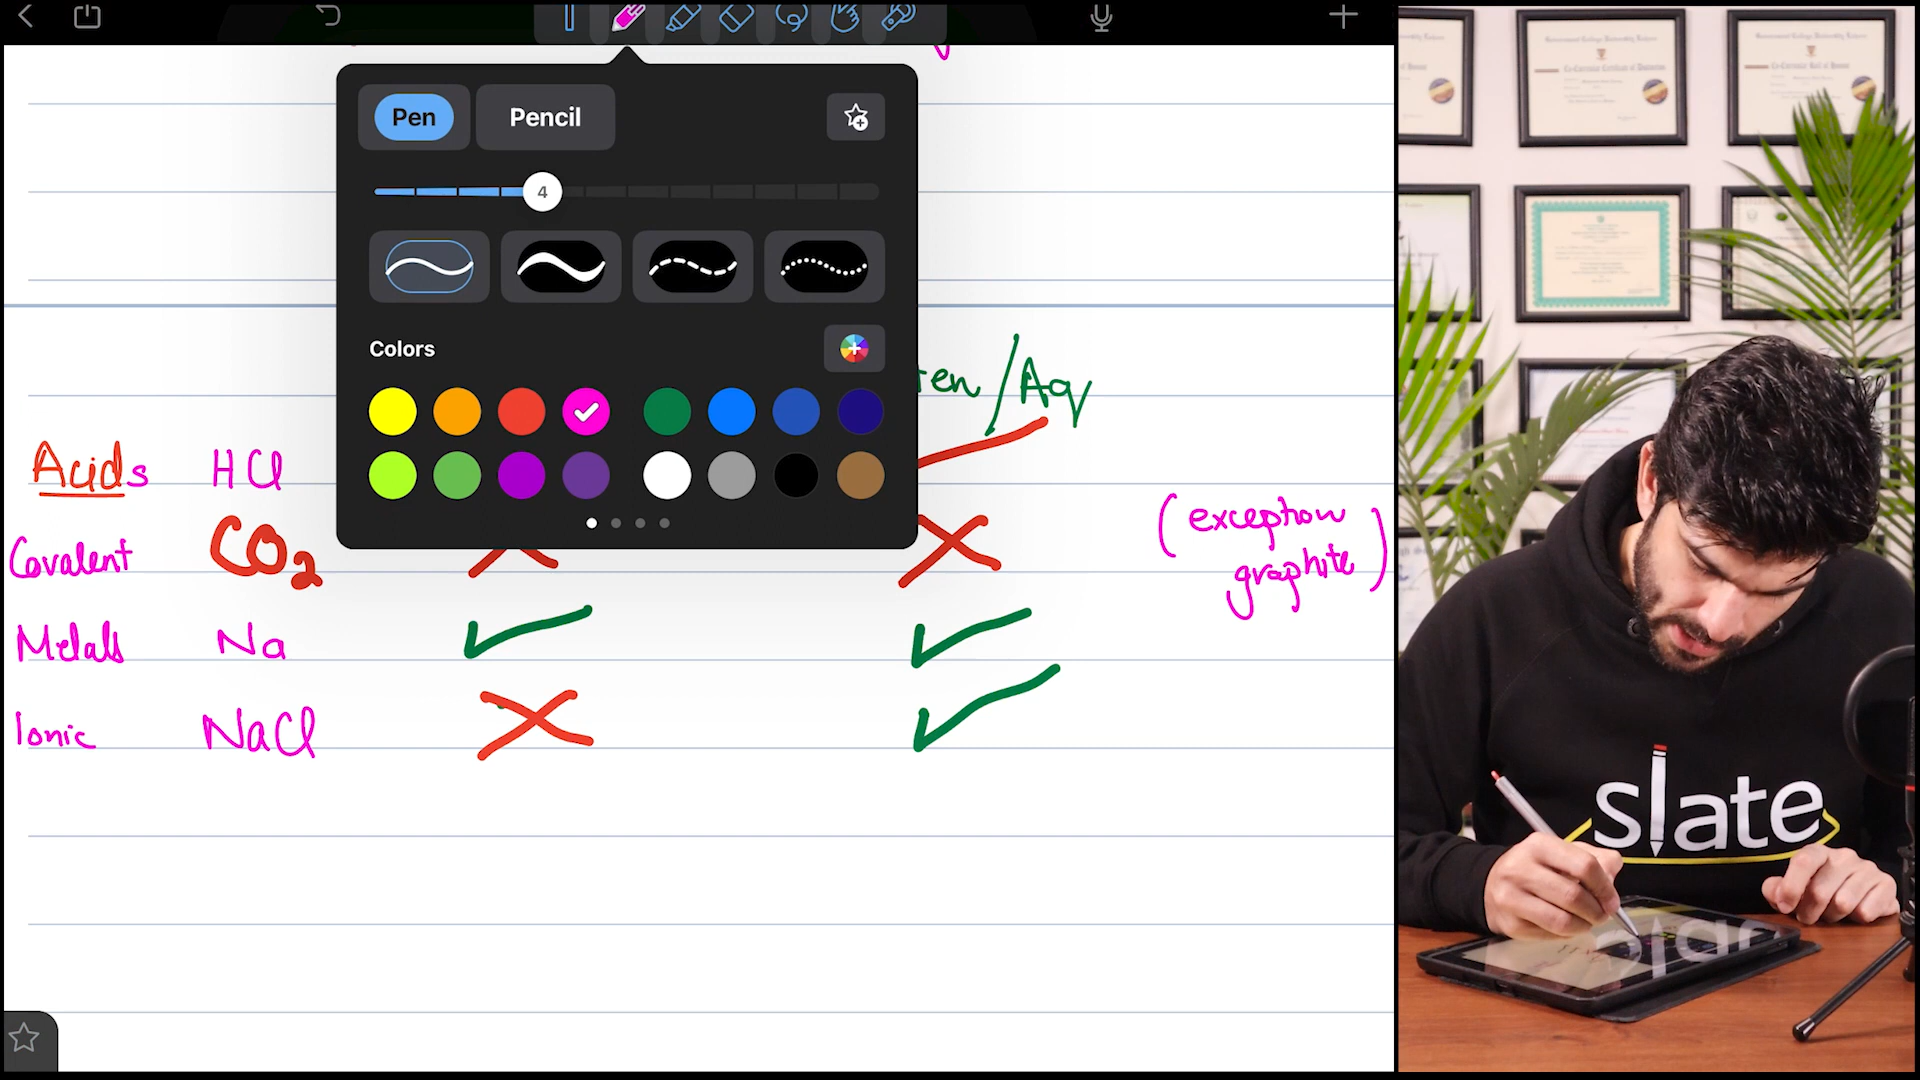 Pen Pencil
4
Colors
ten / Aq
Acids HCl
Covalent CO2 (exception graphite)
Metals Na
Ionic NaCl
slate